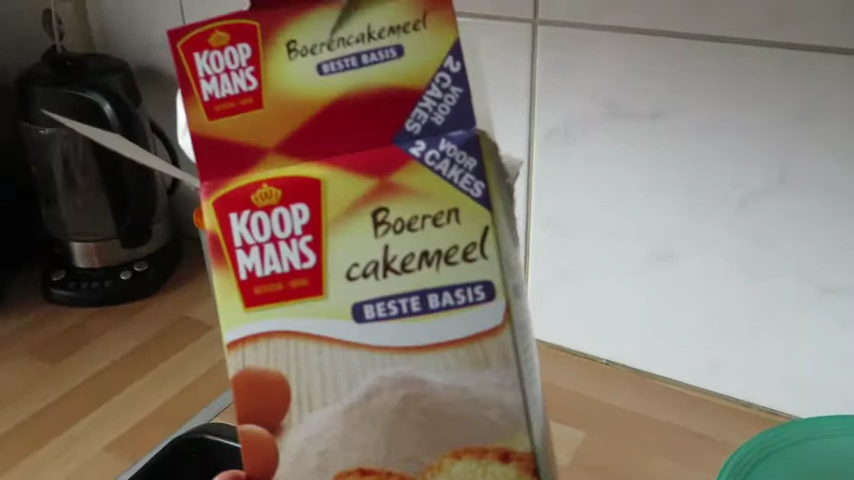 KOOP
MANS
Boerencakemeel
BESTE BASIS
VOOR
2 CAKES
VOOR
2 CAKES
KOOP
MANS
Boeren
cakemeel
BESTE BASIS